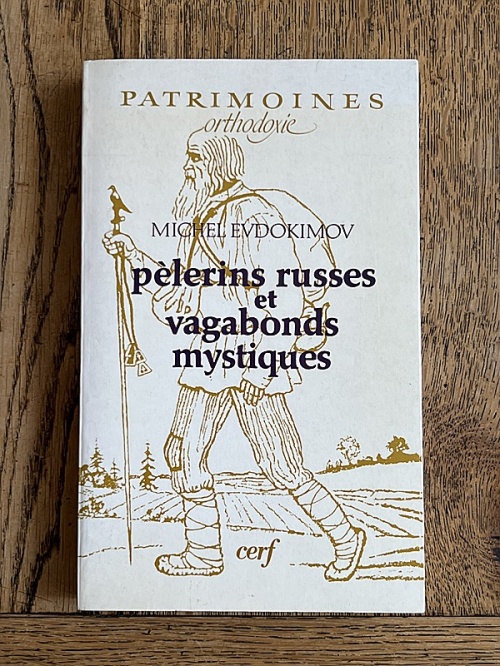 PATRIMOINES
orthodoxie
MICHEL EVDOKIMOV
pèlerins russes
et
vagabonds
mystiques
cerf